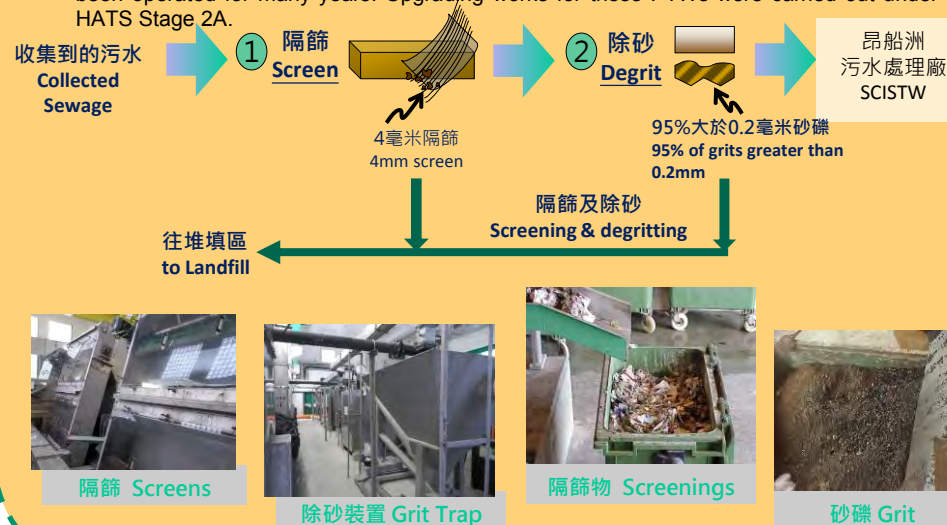 HATS Stage 2A.
收集到的污水
Collected
Sewage
1
隔篩
Screen
4毫米隔篩
4mm screen
2
除砂
Degrit
95%大於0.2毫米砂礫
95% of grits greater than
0.2mm
昂船洲
污水處理廠
SCISTW
隔篩及除砂
Screening & degritting
往堆填區
to Landfill
隔篩 Screens
除砂裝置 Grit Trap
隔篩物 Screenings
砂礫 Grit